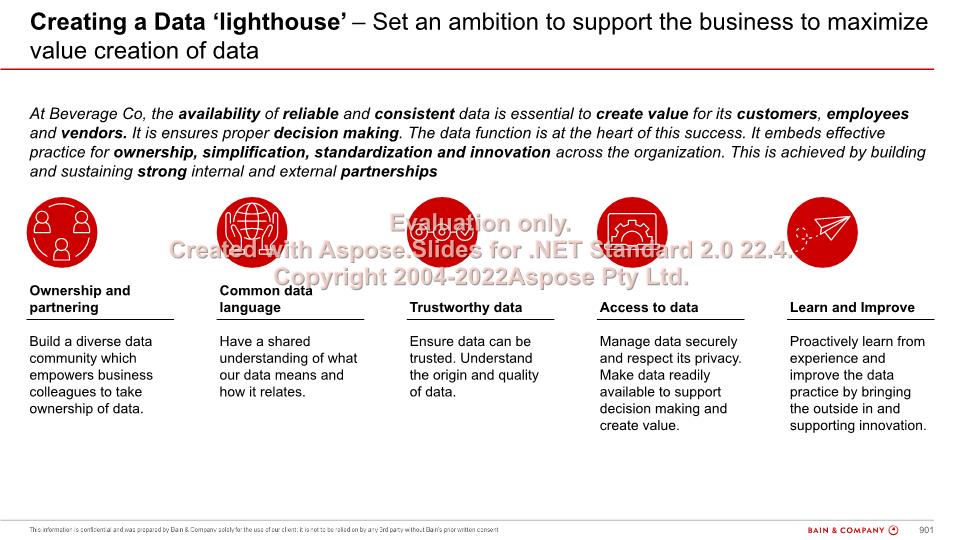 Creating a Data ‘lighthouse’ – Set an ambition to support the business to maximize
value creation of data
At Beverage Co, the availability of reliable and consistent data is essential to create value for its customers, employees
and vendors. It is ensures proper decision making. The data function is at the heart of this success. It embeds effective
practice for ownership, simplification, standardization and innovation across the organization. This is achieved by building
and sustaining strong internal and external partnerships
Evaluation only.
Created with Aspose.Slides for .NET Standard 2.0 22.4.
Copyright 2004-2022Aspose Pty Ltd.
Ownership and
partnering
Build a diverse data
community which
empowers business
colleagues to take
ownership of data.
Common data
language
Have a shared
understanding of what
our data means and
how it relates.
Trustworthy data
Ensure data can be
trusted. Understand
the origin and quality
of data.
Access to data
Manage data securely
and respect its privacy.
Make data readily
available to support
decision making and
create value.
Learn and Improve
Proactively learn from
experience and
improve the data
practice by bringing
the outside in and
supporting innovation.
This information is confidential and was prepared by Bain & Company solely for the use of our client; it is not to be relied on by any 3rd party without Bain's prior written consent
BAIN & COMPANY
901